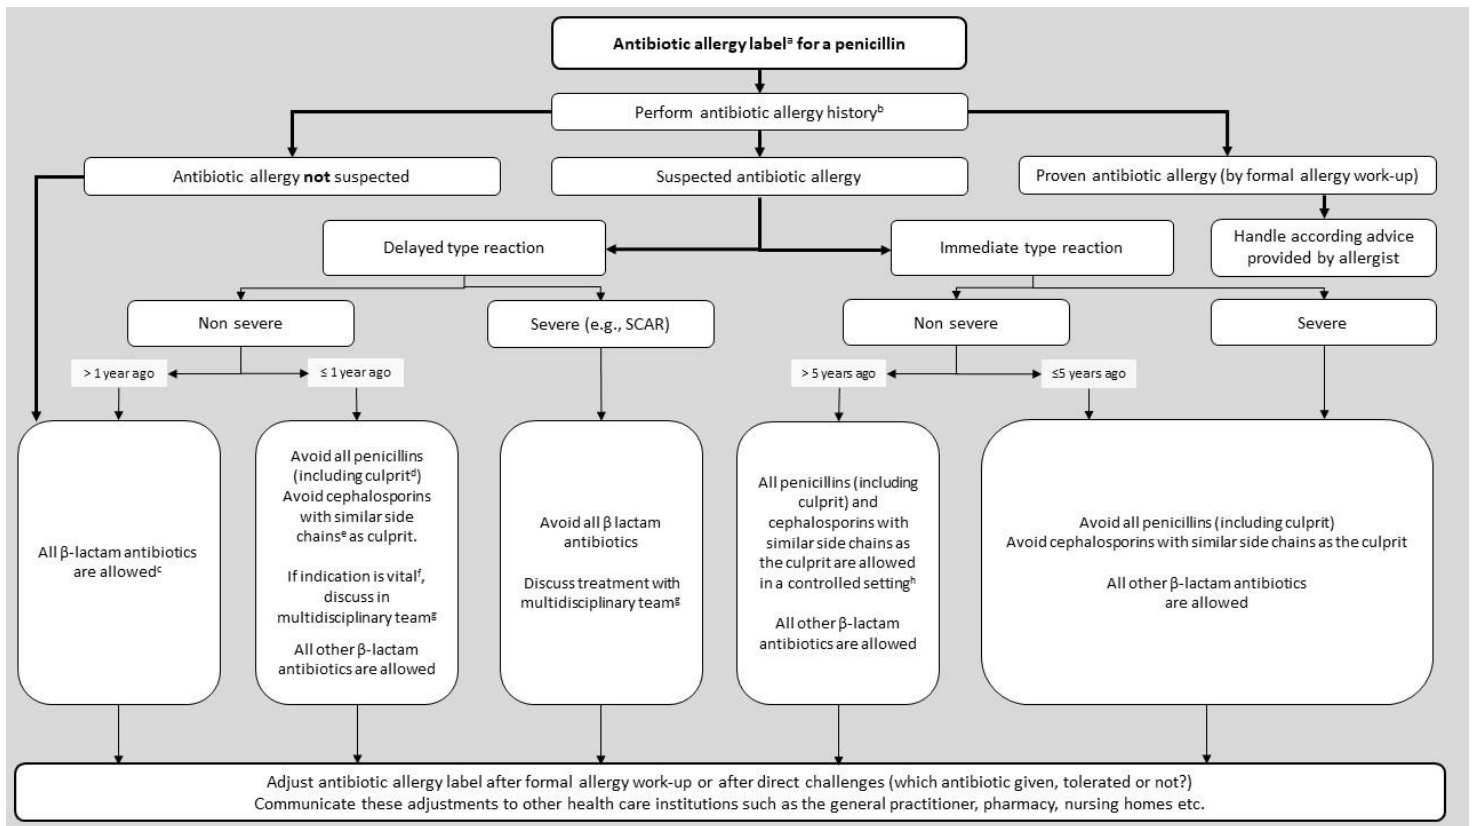 Antibiotic allergy labelᵃ for a penicillin
Perform antibiotic allergy historyᵇ
Antibiotic allergy not suspected
Suspected antibiotic allergy
Proven antibiotic allergy (by formal allergy work-up)
Delayed type reaction
Immediate type reaction
Handle according advice
provided by allergist
Non severe
Severe (e.g., SCAR)
Non severe
Severe
> 1 year ago
≤ 1 year ago
> 5 years ago
≤5 years ago
All β-lactam antibiotics
are allowedᶜ
Avoid all penicillins
(including culpritᵈ)
Avoid cephalosporins
with similar side
chainsᵉ as culprit.
If indication is vitalᶠ,
discuss in
multidisciplinary teamᵍ
All other β-lactam
antibiotics are allowed
Avoid all β lactam
antibiotics
Discuss treatment with
multidisciplinary teamᵍ
All penicillins (including
culprit) and
cephalosporins with
similar side chains as
the culprit are allowed
in a controlled settingʰ
All other β-lactam
antibiotics are allowed
Avoid all penicillins (including culprit)
Avoid cephalosporins with similar side chains as the culprit
All other β-lactam antibiotics
are allowed
Adjust antibiotic allergy label after formal allergy work-up or after direct challenges (which antibiotic given, tolerated or not?)
Communicate these adjustments to other health care institutions such as the general practitioner, pharmacy, nursing homes etc.